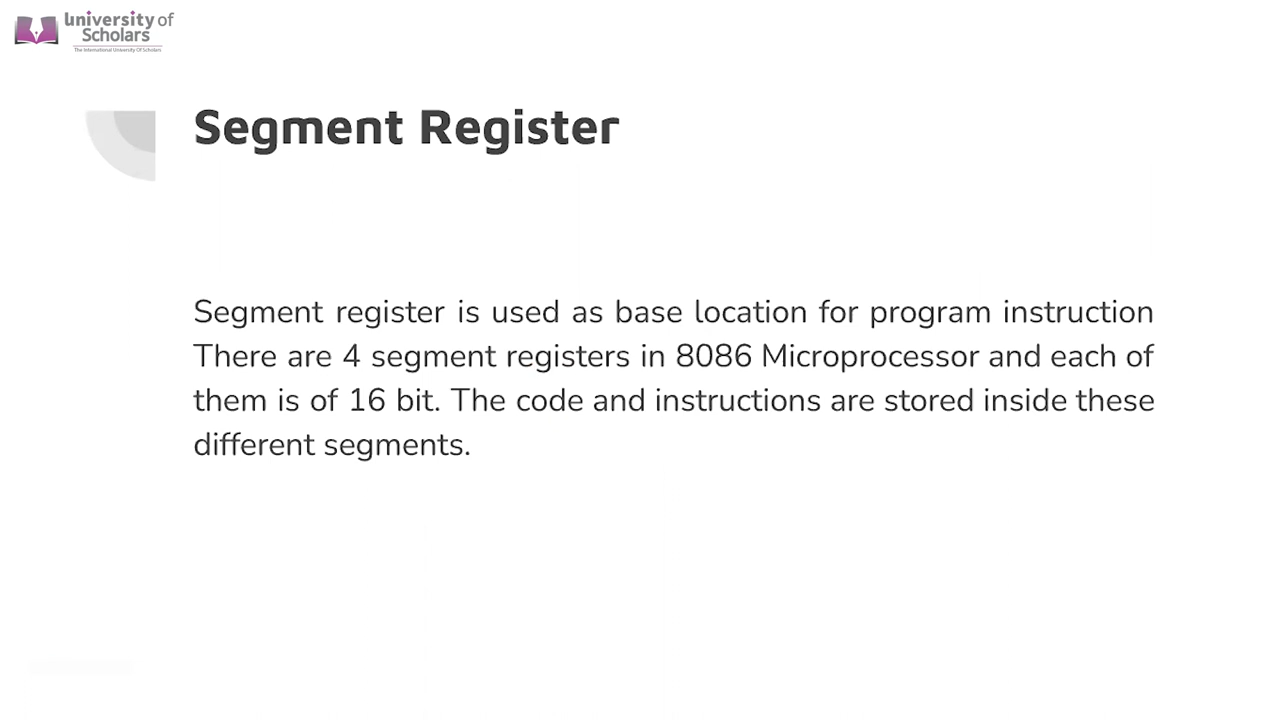 university of
Scholars
The International University Of Scholars
Segment Register
Segment register is used as base location for program instruction
There are 4 segment registers in 8086 Microprocessor and each of
them is of 16 bit. The code and instructions are stored inside these
different segments.